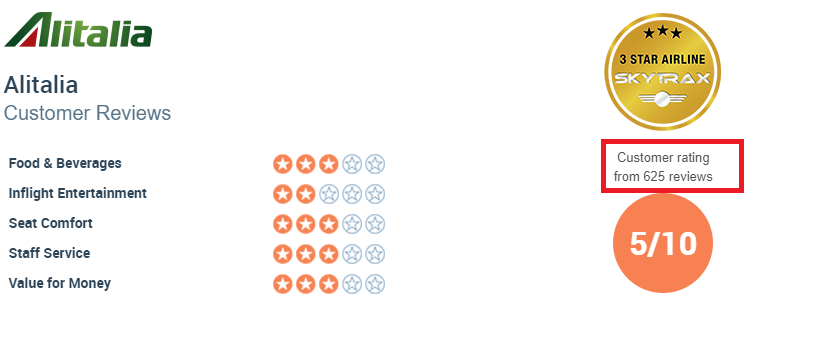 Alitalia
Alitalia
Customer Reviews
3 STAR AIRLINE
SKYTRAX
Customer rating
from 625 reviews
5/10
Food & Beverages
Inflight Entertainment
Seat Comfort
Staff Service
Value for Money